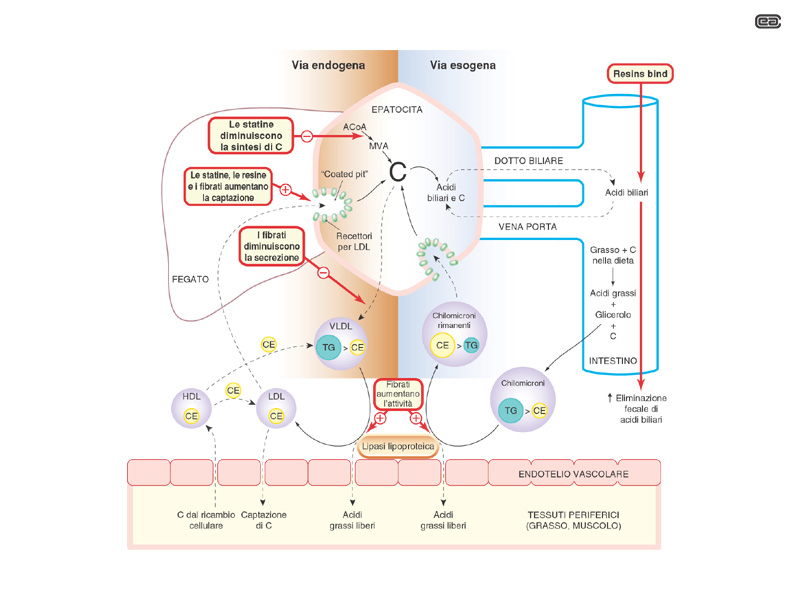 Via endogena
Via esogena
Resins bind
EPATOCITA
Le statine
diminuiscono
la sintesi di C
−
ACoA
MVA
C
"Coated pit"
Le statine, le resine
e i fibrati aumentano
la captazione
+
Acidi
biliari e C
DOTTO BILIARE
Acidi biliari
VENA PORTA
Recettori
per LDL
I fibrati
diminuiscono
la secrezione
−
FEGATO
Grasso + C
nella dieta
Acidi grassi
+
Glicerolo
+
C
INTESTINO
VLDL
TG > CE
Chilomicroni
rimanenti
CE > TG
CE
CE
HDL
CE
LDL
CE
Fibrati
aumentano
l'attività
+
+
Chilomicroni
TG > CE
↑ Eliminazione
fecale di
acidi biliari
Lipasi lipoproteica
ENDOTELIO VASCOLARE
C dal ricambio
cellulare
Captazione
di C
Acidi
grassi liberi
Acidi
grassi liberi
TESSUTI PERIFERICI
(GRASSO, MUSCOLO)